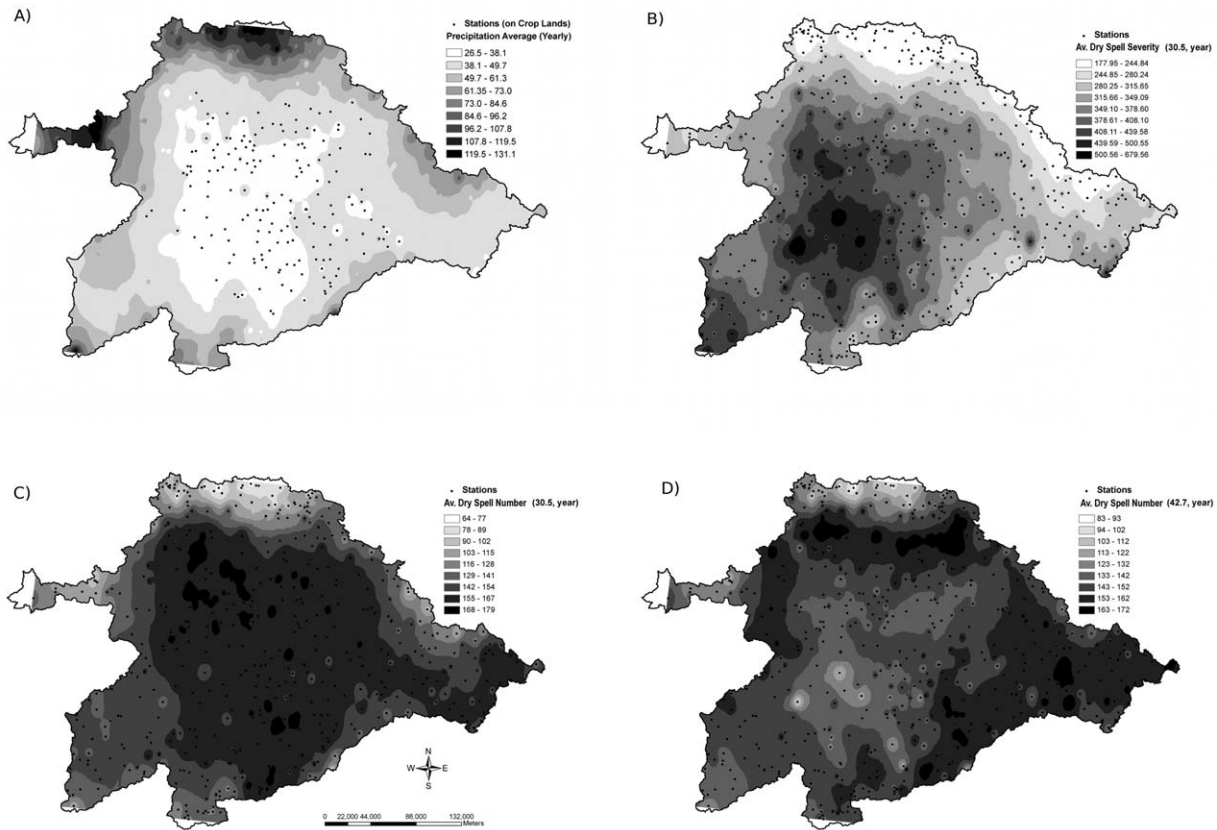 A)
Stations (on Crop Lands)
Precipitation Average (Yearly)
26.5 - 38.1
38.1 - 49.7
49.7 - 61.3
61.35 - 73.0
73.0 - 84.6
84.6 - 96.2
96.2 - 107.8
107.8 - 119.5
119.5 - 131.1
B)
Stations
Av. Dry Spell Severity (30.5, year)
177.95 - 244.84
244.85 - 280.24
280.25 - 315.65
315.66 - 349.09
349.10 - 378.60
378.61 - 408.10
408.11 - 439.58
439.59 - 500.55
500.56 - 679.56
C)
Stations
Av. Dry Spell Number (30.5, year)
64 - 77
78 - 89
90 - 102
103 - 115
116 - 128
129 - 141
142 - 154
155 - 167
168 - 179
N
W E
S
0 22,000 44,000 88,000 132,000
Meters
D)
Stations
Av. Dry Spell Number (42.7, year)
83 - 93
94 - 102
103 - 112
113 - 122
123 - 132
133 - 142
143 - 152
153 - 162
163 - 172